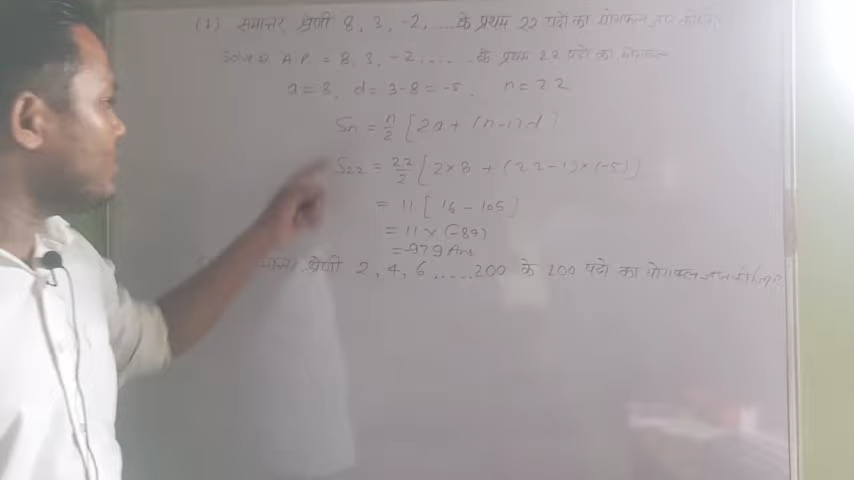 (1) समान्तर श्रेणी 8, 3, -2, .... के प्रथम 22 पदों का योगफल ज्ञात कीजिए
A.P. = 8, 3, -2, ..... के प्रथम 22 पदों का योगफल
a = 8, d = 3-8 = -5, n = 22
Sn = n/2 [2a + (n-1)d]
S22 = 22/2 [2×8 + (22-1)×(-5)]
= 11 [16 - 105]
= 11 × (-89)
= -979 Ans
श्रेणी 2, 4, 6, ....200 के 100 पदों का योगफल ज्ञात कीजिए